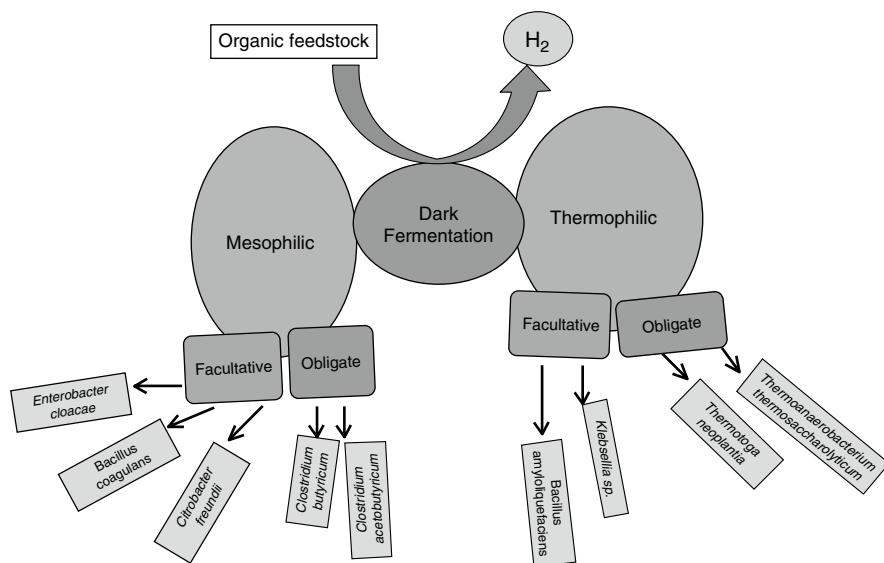 Organic feedstock
H₂
Mesophilic
Dark
Fermentation
Thermophilic
Facultative
Obligate
Facultative
Obligate
Enterobacter
cloacae
Bacillus
coagulans
Citrobacter
freundii
Clostridium
butyricum
Clostridium
acetobutyricum
Bacillus
amyloliquefaciens
Klebsellia sp.
Thermotoga
neoplantia
Thermoanaerobacterium
thermosaccharolyticum